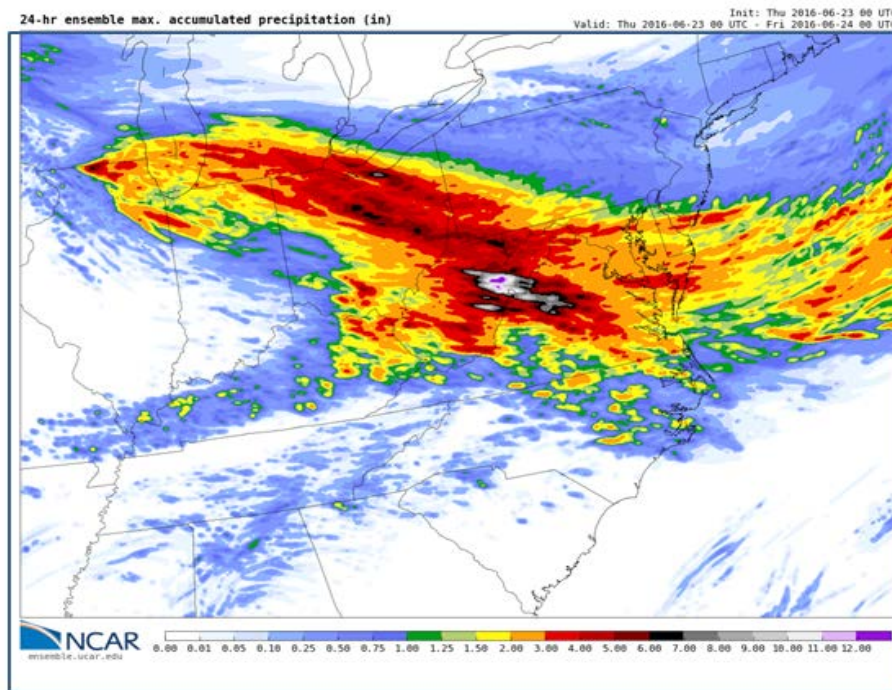 24-hr ensemble max. accumulated precipitation (in)
Init: Thu 2016-06-23 00 UTC
Valid: Thu 2016-06-23 00 UTC - Fri 2016-06-24 00 UTC
NCAR
ensemble.ucar.edu
0.00 0.01 0.05 0.10 0.25 0.50 0.75 1.00 1.25 1.50 2.00 3.00 4.00 5.00 6.00 7.00 8.00 9.00 10.00 11.00 12.00